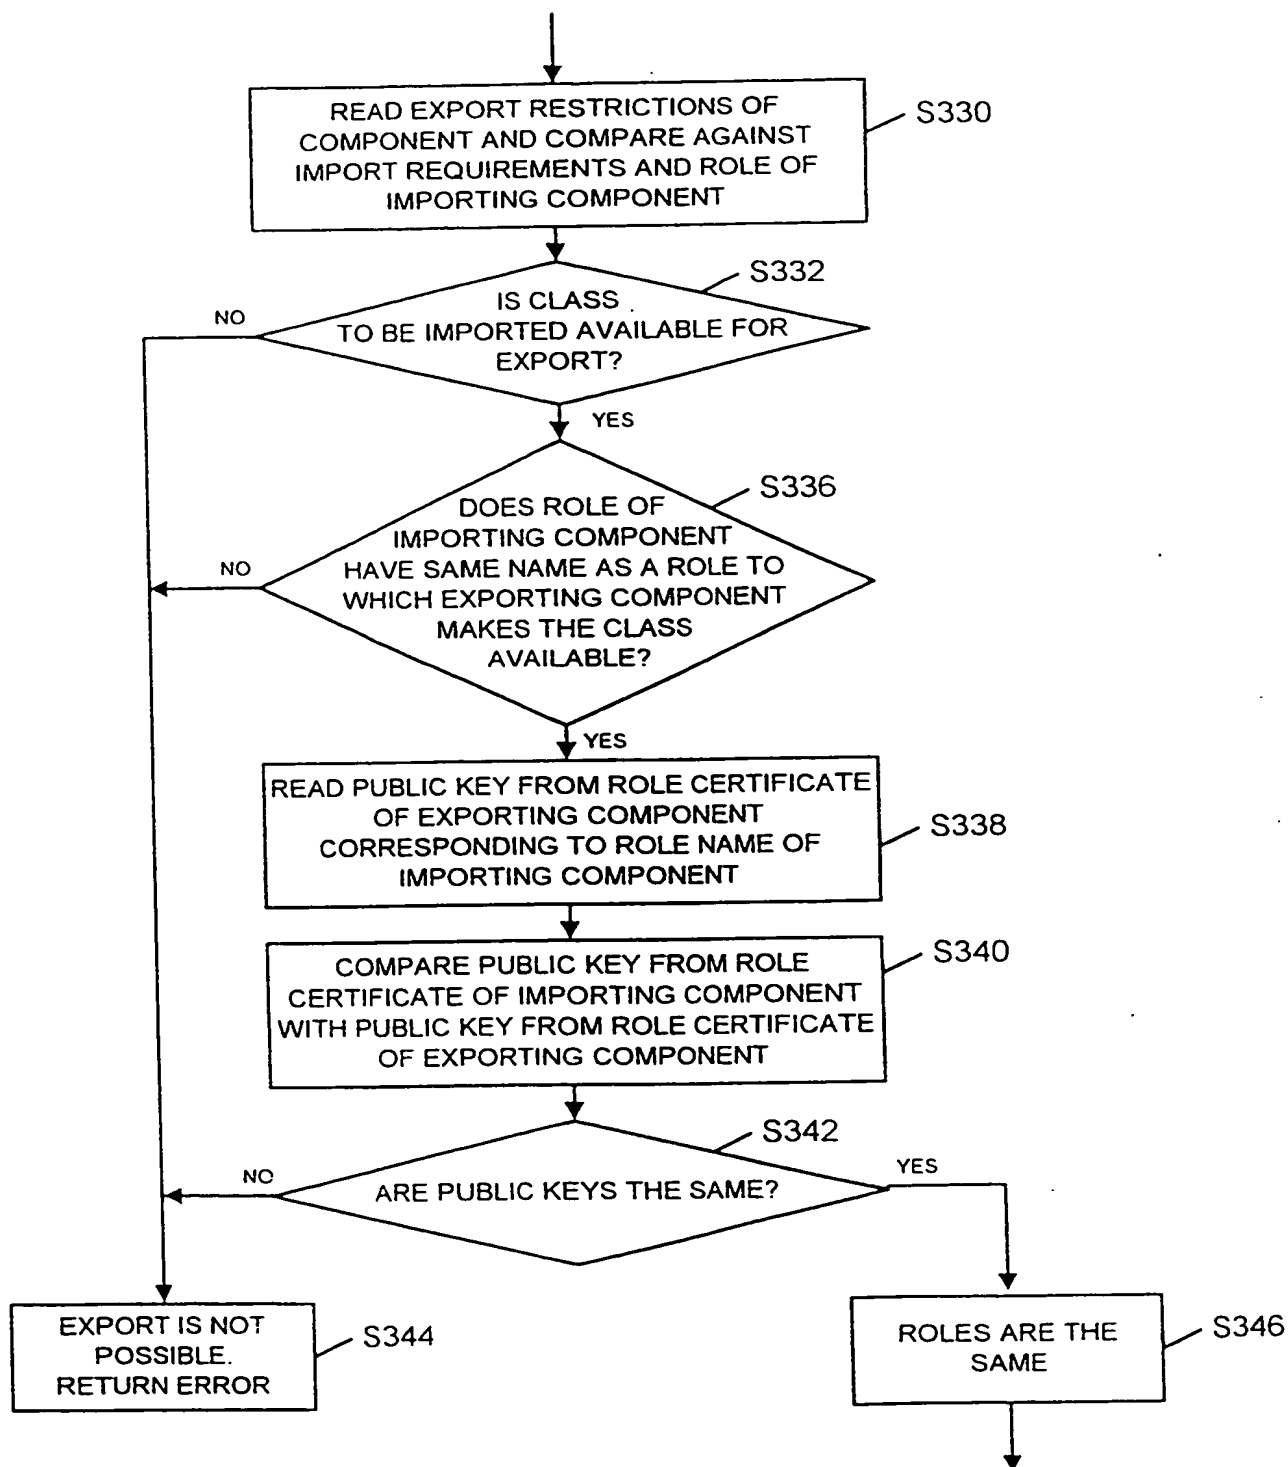 READ EXPORT RESTRICTIONS OF
COMPONENT AND COMPARE AGAINST
IMPORT REQUIREMENTS AND ROLE OF
IMPORTING COMPONENT
S330
S332
IS CLASS
TO BE IMPORTED AVAILABLE FOR
EXPORT?
NO
YES
S336
DOES ROLE OF
IMPORTING COMPONENT
HAVE SAME NAME AS A ROLE TO
WHICH EXPORTING COMPONENT
MAKES THE CLASS
AVAILABLE?
NO
YES
READ PUBLIC KEY FROM ROLE CERTIFICATE
OF EXPORTING COMPONENT
CORRESPONDING TO ROLE NAME OF
IMPORTING COMPONENT
S338
COMPARE PUBLIC KEY FROM ROLE
CERTIFICATE OF IMPORTING COMPONENT
WITH PUBLIC KEY FROM ROLE CERTIFICATE
OF EXPORTING COMPONENT
S340
S342
ARE PUBLIC KEYS THE SAME?
NO
YES
EXPORT IS NOT
POSSIBLE.
RETURN ERROR
S344
ROLES ARE THE
SAME
S346